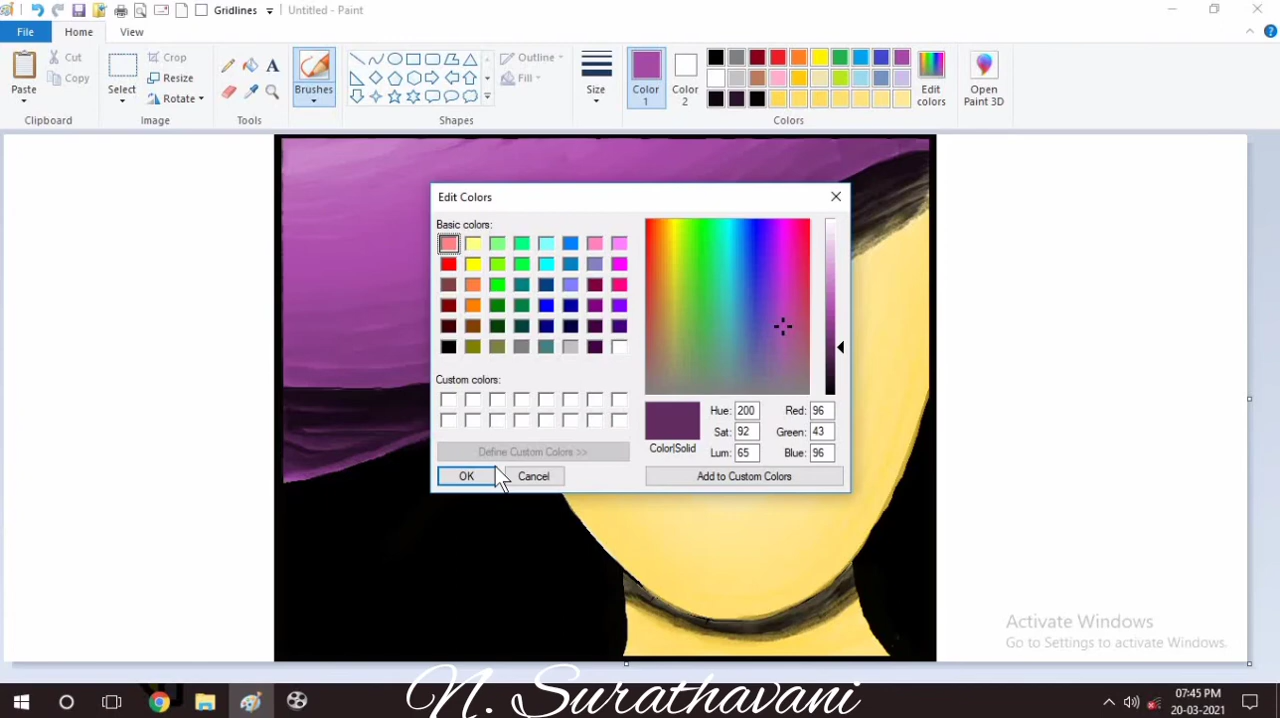 Gridlines
Untitled - Paint
File
Home
View
Paste
Cut
Copy
Clipboard
Select
Crop
Resize
Rotate
Image
A
Tools
Brushes
Shapes
Outline
Fill
Size
Color 1
Color 2
Edit colors
Colors
Open Paint 3D
Edit Colors
Basic colors:
Custom colors:
Define Custom Colors >>
OK
Cancel
Hue: 200
Sat: 92
Lum: 65
Red: 96
Green: 43
Blue: 96
Color|Solid
Add to Custom Colors
Activate Windows
Go to Settings to activate Windows.
N. Surathavani
07:45 PM
20-03-2021